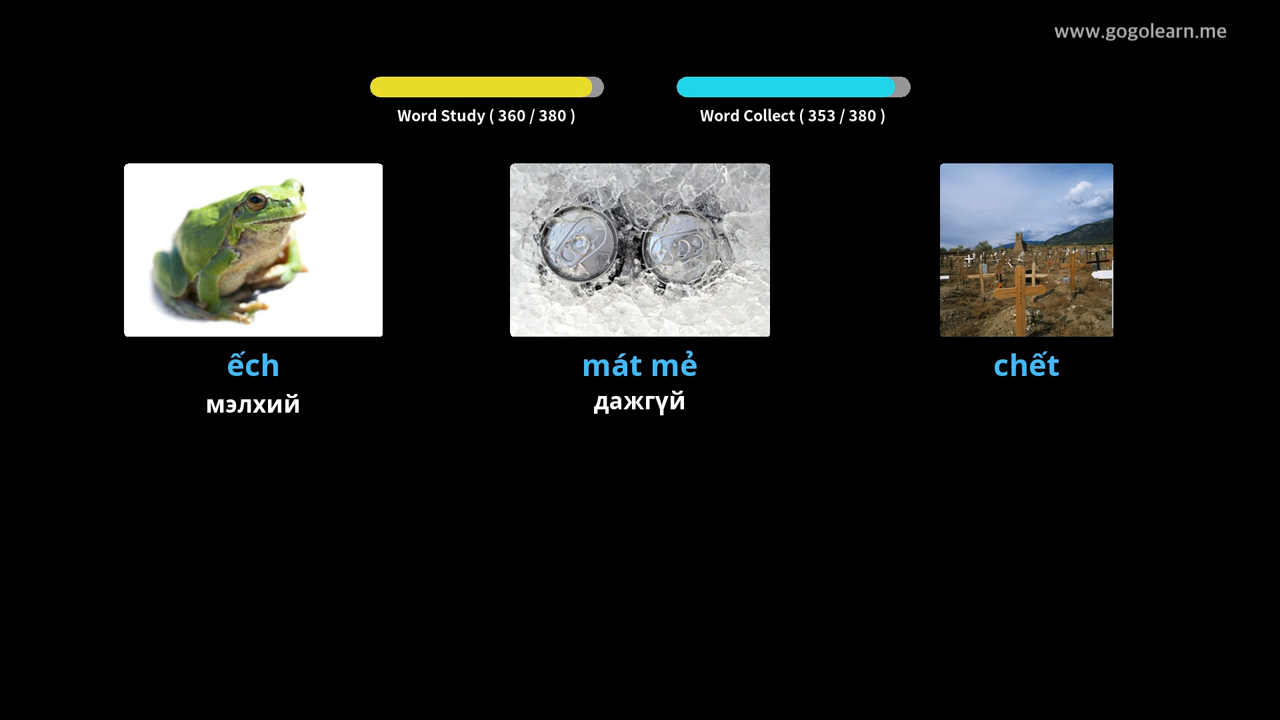 www.gogolearn.me
Word Study ( 360 / 380 )
Word Collect ( 353 / 380 )
ếch
мэлхий
mát mẻ
дажгүй
chết